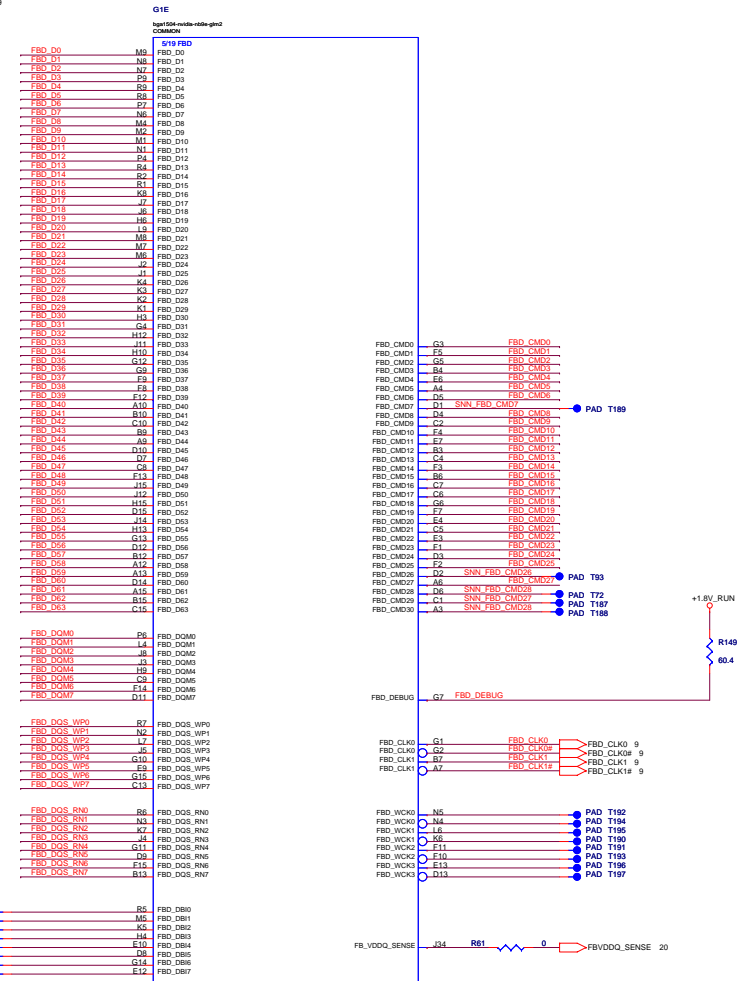 G1E
bga1504-nvidia-nb9e-glm2
COMMON
5/19 FBD
FBD_D0 M9 FBD_D0
FBD_D1 N8 FBD_D1
FBD_D2 N7 FBD_D2
FBD_D3 P9 FBD_D3
FBD_D4 R9 FBD_D4
FBD_D5 R8 FBD_D5
FBD_D6 P7 FBD_D6
FBD_D7 N6 FBD_D7
FBD_D8 M4 FBD_D8
FBD_D9 M2 FBD_D9
FBD_D10 M1 FBD_D10
FBD_D11 N1 FBD_D11
FBD_D12 P4 FBD_D12
FBD_D13 R4 FBD_D13
FBD_D14 R2 FBD_D14
FBD_D15 R1 FBD_D15
FBD_D16 K8 FBD_D16
FBD_D17 J7 FBD_D17
FBD_D18 J6 FBD_D18
FBD_D19 H6 FBD_D19
FBD_D20 L9 FBD_D20
FBD_D21 M8 FBD_D21
FBD_D22 M7 FBD_D22
FBD_D23 M6 FBD_D23
FBD_D24 J2 FBD_D24
FBD_D25 J1 FBD_D25
FBD_D26 K4 FBD_D26
FBD_D27 K3 FBD_D27
FBD_D28 K2 FBD_D28
FBD_D29 K1 FBD_D29
FBD_D30 H3 FBD_D30
FBD_D31 G4 FBD_D31
FBD_D32 H12 FBD_D32
FBD_D33 J11 FBD_D33
FBD_D34 H10 FBD_D34
FBD_D35 G12 FBD_D35
FBD_D36 G9 FBD_D36
FBD_D37 F9 FBD_D37
FBD_D38 F8 FBD_D38
FBD_D39 F12 FBD_D39
FBD_D40 A10 FBD_D40
FBD_D41 B10 FBD_D41
FBD_D42 C10 FBD_D42
FBD_D43 B9 FBD_D43
FBD_D44 A9 FBD_D44
FBD_D45 D10 FBD_D45
FBD_D46 D7 FBD_D46
FBD_D47 C8 FBD_D47
FBD_D48 F13 FBD_D48
FBD_D49 J15 FBD_D49
FBD_D50 J12 FBD_D50
FBD_D51 H15 FBD_D51
FBD_D52 D15 FBD_D52
FBD_D53 J14 FBD_D53
FBD_D54 H13 FBD_D54
FBD_D55 G13 FBD_D55
FBD_D56 D12 FBD_D56
FBD_D57 B12 FBD_D57
FBD_D58 A12 FBD_D58
FBD_D59 A13 FBD_D59
FBD_D60 D14 FBD_D60
FBD_D61 A15 FBD_D61
FBD_D62 B15 FBD_D62
FBD_D63 C15 FBD_D63
FBD_DQM0 P6 FBD_DQM0
FBD_DQM1 L4 FBD_DQM1
FBD_DQM2 J8 FBD_DQM2
FBD_DQM3 J3 FBD_DQM3
FBD_DQM4 H9 FBD_DQM4
FBD_DQM5 C9 FBD_DQM5
FBD_DQM6 F14 FBD_DQM6
FBD_DQM7 D11 FBD_DQM7
FBD_DQS_WP0 R7 FBD_DQS_WP0
FBD_DQS_WP1 N2 FBD_DQS_WP1
FBD_DQS_WP2 L7 FBD_DQS_WP2
FBD_DQS_WP3 J5 FBD_DQS_WP3
FBD_DQS_WP4 G10 FBD_DQS_WP4
FBD_DQS_WP5 E9 FBD_DQS_WP5
FBD_DQS_WP6 G15 FBD_DQS_WP6
FBD_DQS_WP7 C13 FBD_DQS_WP7
FBD_DQS_RN0 R6 FBD_DQS_RN0
FBD_DQS_RN1 N3 FBD_DQS_RN1
FBD_DQS_RN2 K7 FBD_DQS_RN2
FBD_DQS_RN3 J4 FBD_DQS_RN3
FBD_DQS_RN4 G11 FBD_DQS_RN4
FBD_DQS_RN5 D9 FBD_DQS_RN5
FBD_DQS_RN6 F15 FBD_DQS_RN6
FBD_DQS_RN7 B13 FBD_DQS_RN7
R5 FBD_DBI0
M5 FBD_DBI1
K5 FBD_DBI2
H4 FBD_DBI3
E10 FBD_DBI4
D8 FBD_DBI5
G14 FBD_DBI6
E12 FBD_DBI7
FBD_CMD0 G3 FBD_CMD0
FBD_CMD1 F5 FBD_CMD1
FBD_CMD2 G5 FBD_CMD2
FBD_CMD3 B4 FBD_CMD3
FBD_CMD4 E6 FBD_CMD4
FBD_CMD5 A4 FBD_CMD5
FBD_CMD6 D5 FBD_CMD6
FBD_CMD7 D1 SNN_FBD_CMD7 PAD T189
FBD_CMD8 D4 FBD_CMD8
FBD_CMD9 C2 FBD_CMD9
FBD_CMD10 F4 FBD_CMD10
FBD_CMD11 E7 FBD_CMD11
FBD_CMD12 B3 FBD_CMD12
FBD_CMD13 C4 FBD_CMD13
FBD_CMD14 F3 FBD_CMD14
FBD_CMD15 B6 FBD_CMD15
FBD_CMD16 C7 FBD_CMD16
FBD_CMD17 C6 FBD_CMD17
FBD_CMD18 G6 FBD_CMD18
FBD_CMD19 F7 FBD_CMD19
FBD_CMD20 E4 FBD_CMD20
FBD_CMD21 C5 FBD_CMD21
FBD_CMD22 E3 FBD_CMD22
FBD_CMD23 F1 FBD_CMD23
FBD_CMD24 D3 FBD_CMD24
FBD_CMD25 F2 FBD_CMD25
FBD_CMD26 D2 SNN_FBD_CMD26 PAD T93
FBD_CMD27 A6 FBD_CMD27
FBD_CMD28 D6 SNN_FBD_CMD28 PAD T72
FBD_CMD29 C1 SNN_FBD_CMD27 PAD T187
FBD_CMD30 A3 SNN_FBD_CMD28 PAD T188
+1.8V_RUN
R149
60.4
FBD_DEBUG G7 FBD_DEBUG
FBD_CLK0 G1 FBD_CLK0 FBD_CLK0 9
FBD_CLK0 G2 FBD_CLK0# FBD_CLK0# 9
FBD_CLK1 B7 FBD_CLK1 FBD_CLK1 9
FBD_CLK1 A7 FBD_CLK1# FBD_CLK1# 9
FBD_WCK0 N5 PAD T192
FBD_WCK0 N4 PAD T194
FBD_WCK1 L6 PAD T195
FBD_WCK1 K6 PAD T190
FBD_WCK2 F11 PAD T191
FBD_WCK2 F10 PAD T193
FBD_WCK3 E13 PAD T196
FBD_WCK3 D13 PAD T197
FB_VDDQ_SENSE J34 R61 0 FBVDDQ_SENSE 20